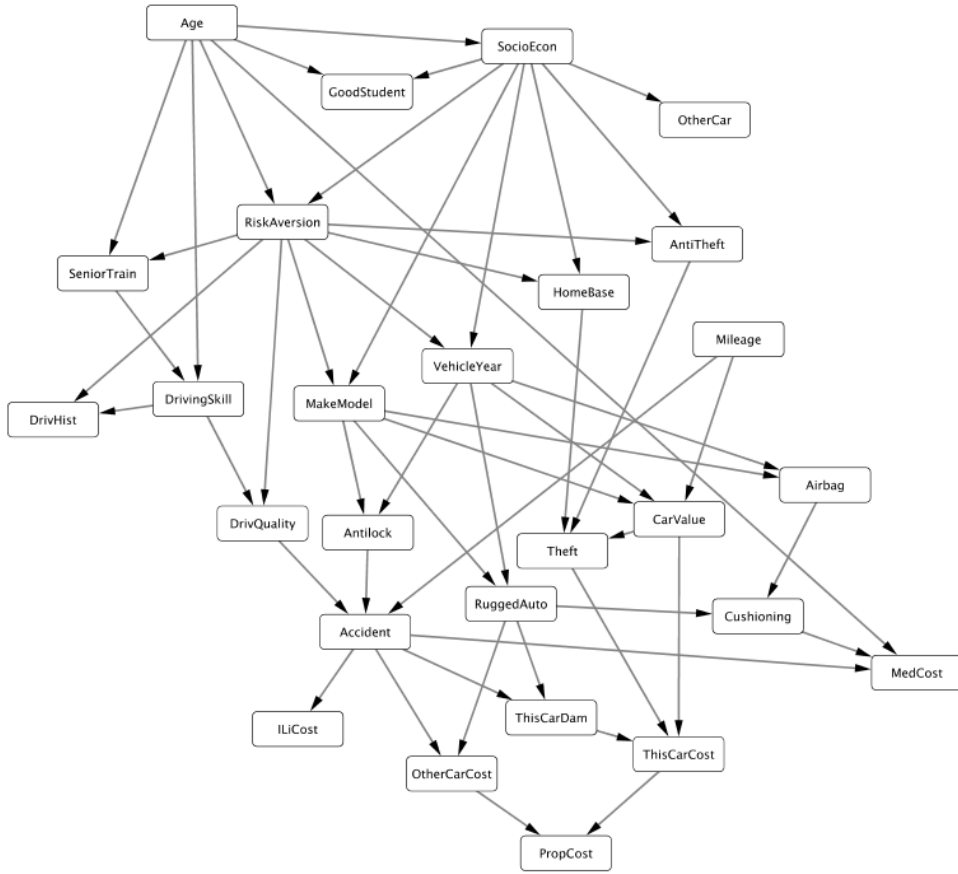 Age
SocioEcon
GoodStudent
OtherCar
RiskAversion
AntiTheft
SeniorTrain
HomeBase
Mileage
VehicleYear
DrivingSkill
MakeModel
DrivHist
Airbag
CarValue
DrivQuality
Antilock
Theft
RuggedAuto
Cushioning
Accident
MedCost
ThisCarDam
ILiCost
ThisCarCost
OtherCarCost
PropCost